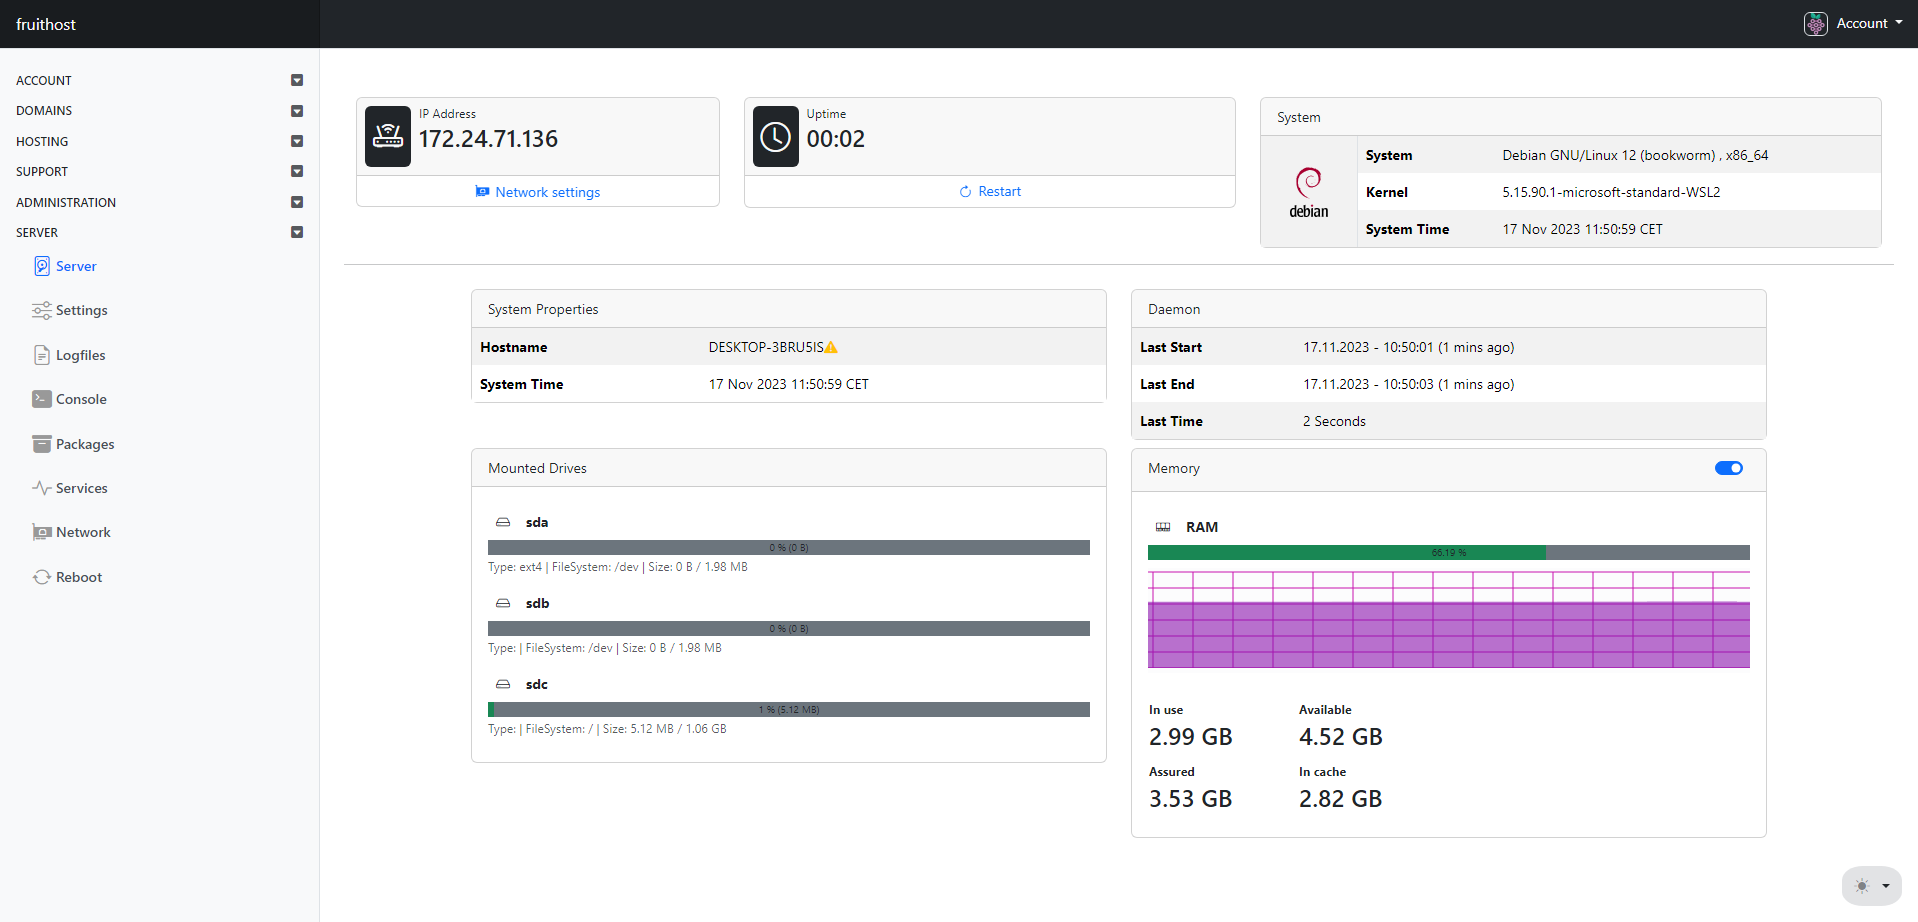 fruithost
Account
ACCOUNT
DOMAINS
HOSTING
SUPPORT
ADMINISTRATION
SERVER
Server
Settings
Logfiles
Console
Packages
Services
Network
Reboot
IP Address
172.24.71.136
Network settings
Uptime
00:02
Restart
System
debian
System Debian GNU/Linux 12 (bookworm) , x86_64
Kernel 5.15.90.1-microsoft-standard-WSL2
System Time 17 Nov 2023 11:50:59 CET
System Properties
Hostname DESKTOP-3BRU5IS
System Time 17 Nov 2023 11:50:59 CET
Daemon
Last Start 17.11.2023 - 10:50:01 (1 mins ago)
Last End 17.11.2023 - 10:50:03 (1 mins ago)
Last Time 2 Seconds
Mounted Drives
sda
0 % (0 B)
Type: ext4 | FileSystem: /dev | Size: 0 B / 1.98 MB
sdb
0 % (0 B)
Type: | FileSystem: /dev | Size: 0 B / 1.98 MB
sdc
1 % (5.12 MB)
Type: | FileSystem: / | Size: 5.12 MB / 1.06 GB
Memory
RAM
66.19 %
In use Available
2.99 GB 4.52 GB
Assured In cache
3.53 GB 2.82 GB